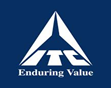 ITC
Enduring Value